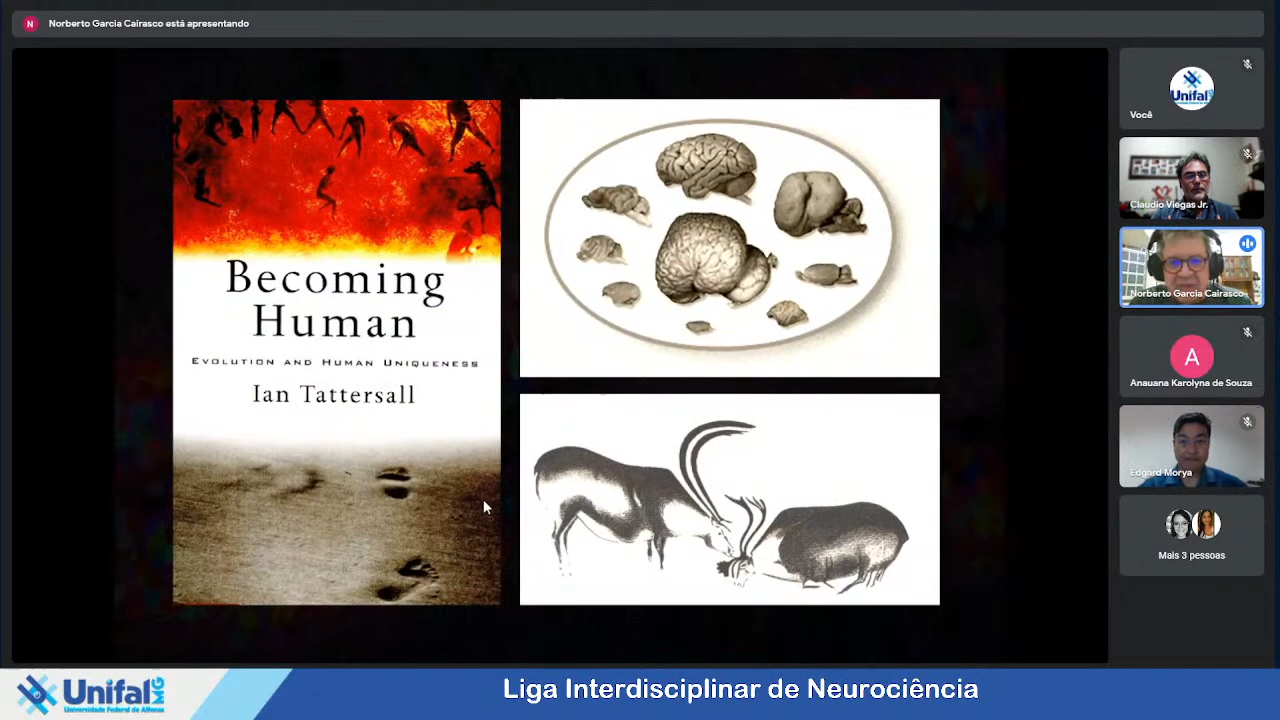 N
Norberto Garcia Cairasco está apresentando
Becoming
Human
EVOLUTION AND HUMAN UNIQUENESS
Ian Tattersall
Unifal
Você
Claudio Viegas Jr.
Norberto Garcia Cairasco
A
Anauana Karolyna de Souza
Edgard Morya
Mais 3 pessoas
Unifal MG
Universidade Federal de Alfenas
Liga Interdisciplinar de Neurociência